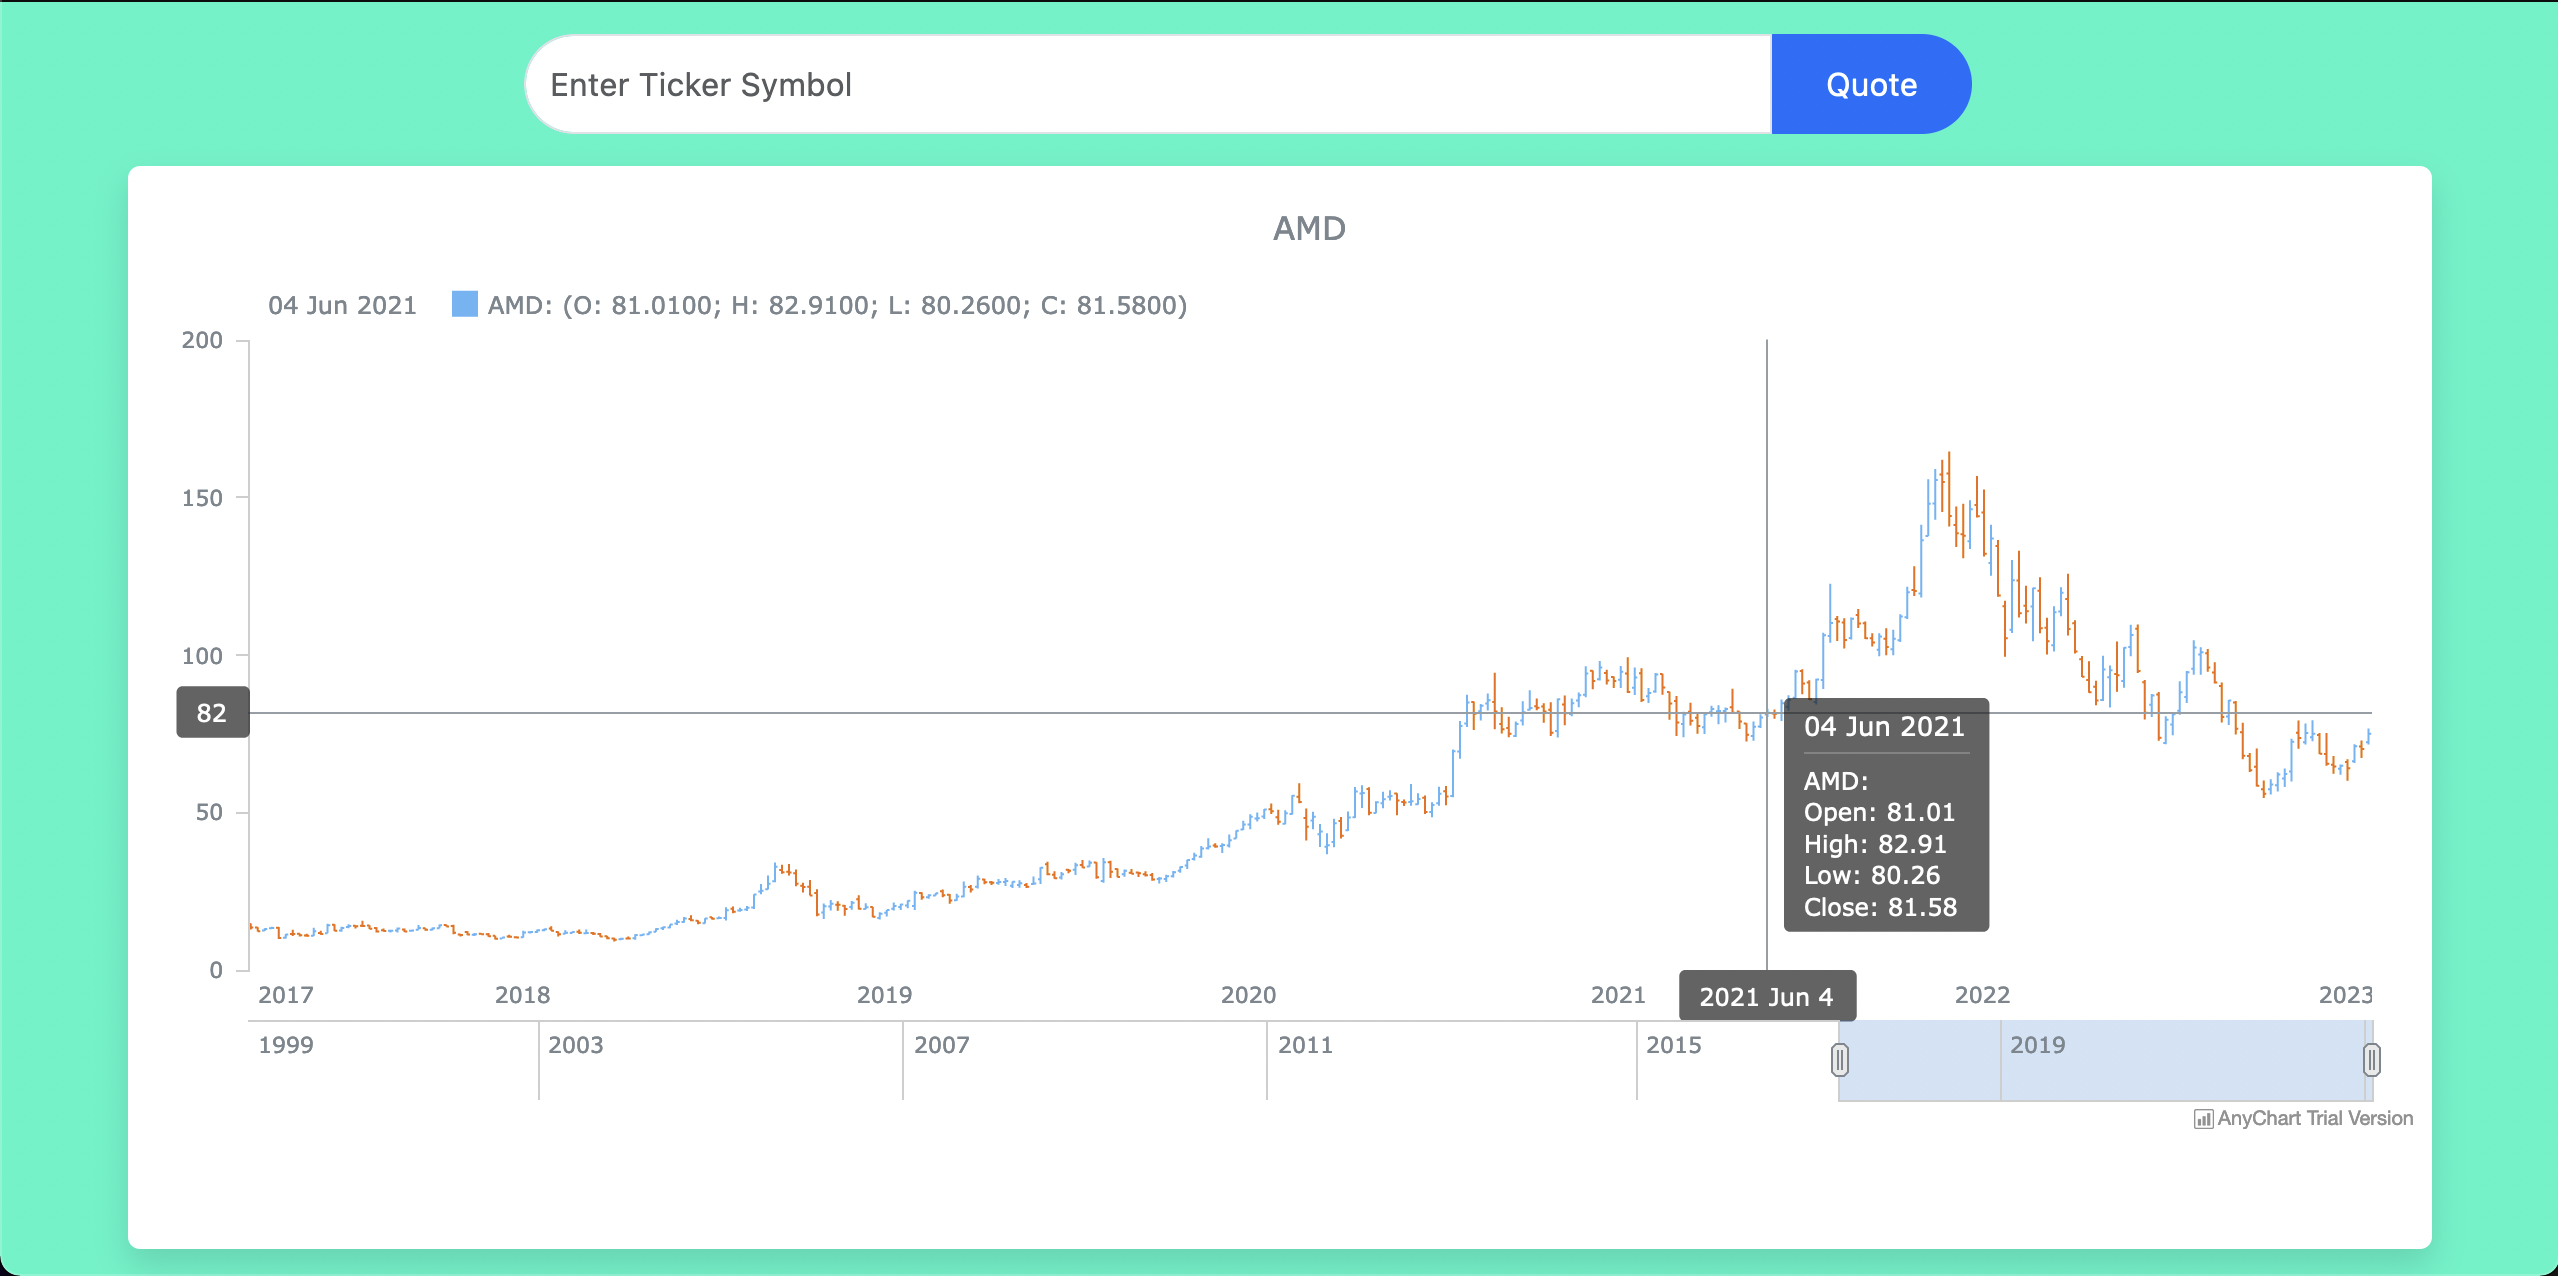 Enter Ticker Symbol
Quote
AMD
04 Jun 2021 AMD: (O: 81.0100; H: 82.9100; L: 80.2600; C: 81.5800)
200
150
100
82
50
0
04 Jun 2021
AMD:
Open: 81.01
High: 82.91
Low: 80.26
Close: 81.58
2017 2018 2019 2020 2021 2021 Jun 4 2022 2023
1999 2003 2007 2011 2015 2019
AnyChart Trial Version